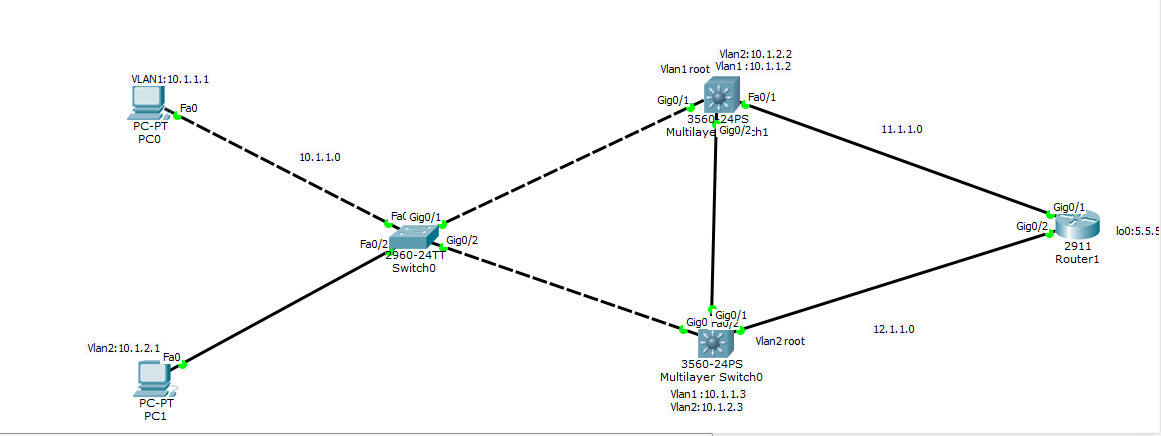 Vlan2:10.1.2.2
Vlan1 root
Vlan1 :10.1.1.2
VLAN1:10.1.1.1
Fa0
Gig0/1
Fa0/1
PC-PT
PC0
3560-24PS
Gig0/2
11.1.1.0
10.1.1.0
Gig0/1
Gig0/1
Gig0/2
lo0:5.5.5
Fa0/2
Gig0/2
2960-24TT
Switch0
2911
Router1
Gig0/1
Fa0/2
12.1.1.0
Vlan2 root
Vlan2:10.1.2.1
Fa0
3560-24PS
Multilayer Switch0
PC-PT
PC1
Vlan1 :10.1.1.3
Vlan2:10.1.2.3